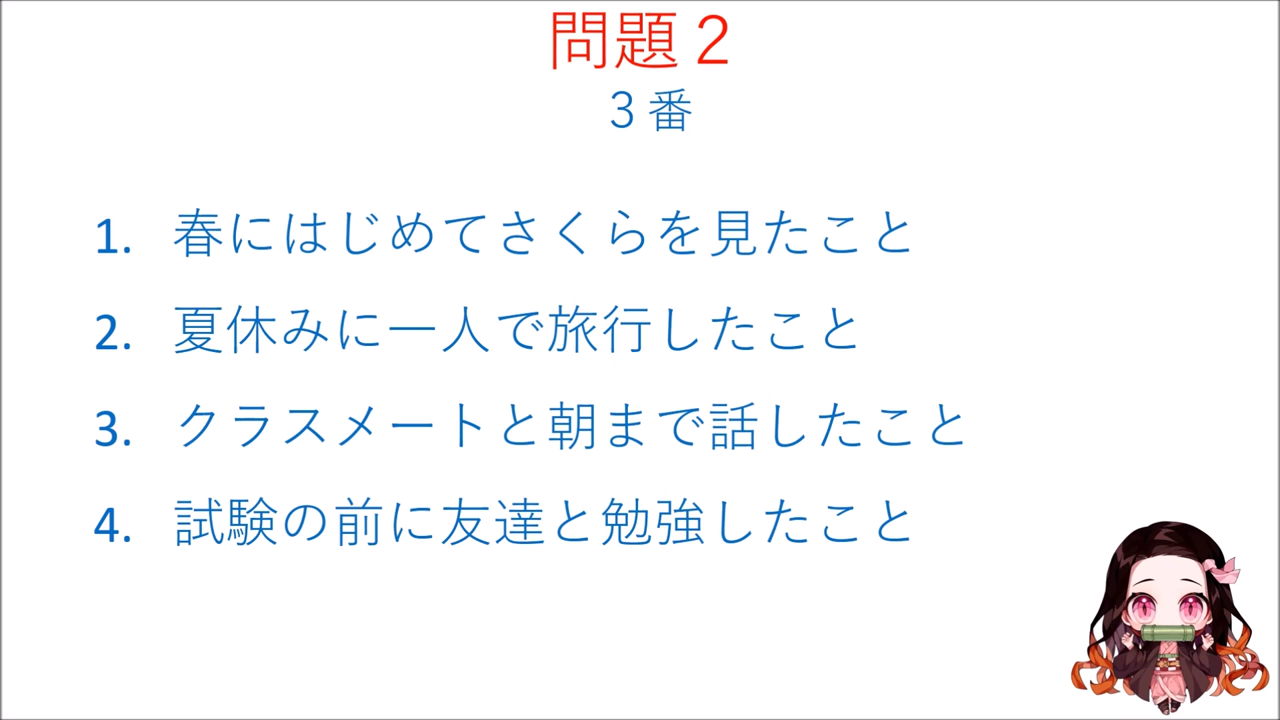 問題２
３番
1. 春にはじめてさくらを見たこと
2. 夏休みに一人で旅行したこと
3. クラスメートと朝まで話したこと
4. 試験の前に友達と勉強したこと